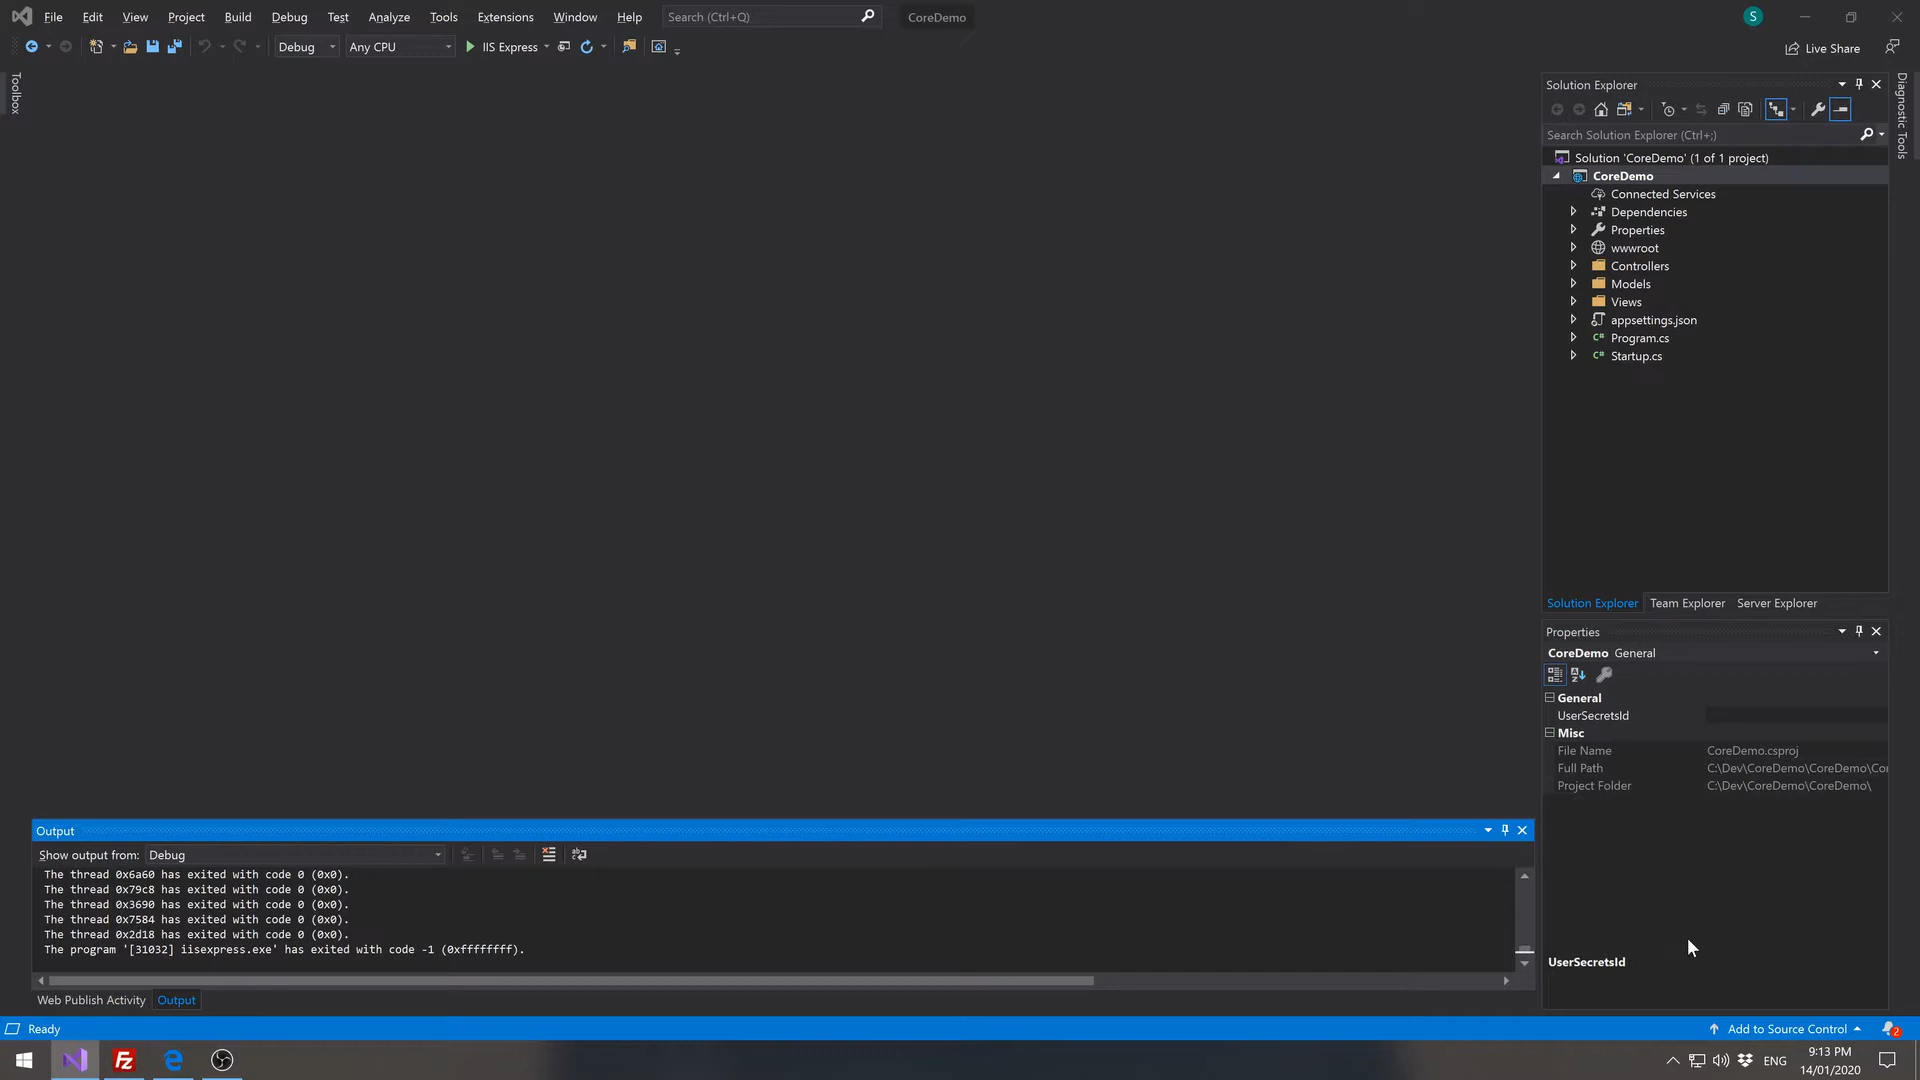 File Edit View Project Build Debug Test Analyze Tools Extensions Window Help Search (Ctrl+Q) CoreDemo S
Debug Any CPU IIS Express Live Share
Toolbox
Solution Explorer
Diagnostic Tools
Search Solution Explorer (Ctrl+;)
Solution 'CoreDemo' (1 of 1 project)
CoreDemo
Connected Services
Dependencies
Properties
wwwroot
Controllers
Models
Views
appsettings.json
C# Program.cs
C# Startup.cs
Solution Explorer Team Explorer Server Explorer
Properties
CoreDemo General
General
UserSecretsId
Misc
File Name CoreDemo.csproj
Full Path C:\Dev\CoreDemo\CoreDemo\Cor
Project Folder C:\Dev\CoreDemo\CoreDemo\
UserSecretsId
Output
Show output from: Debug
The thread 0x6a60 has exited with code 0 (0x0).
The thread 0x79c8 has exited with code 0 (0x0).
The thread 0x3690 has exited with code 0 (0x0).
The thread 0x7584 has exited with code 0 (0x0).
The thread 0x2d18 has exited with code 0 (0x0).
The program '[31032] iisexpress.exe' has exited with code -1 (0xffffffff).
Web Publish Activity Output
Ready Add to Source Control 2
Fz ENG 9:13 PM
14/01/2020